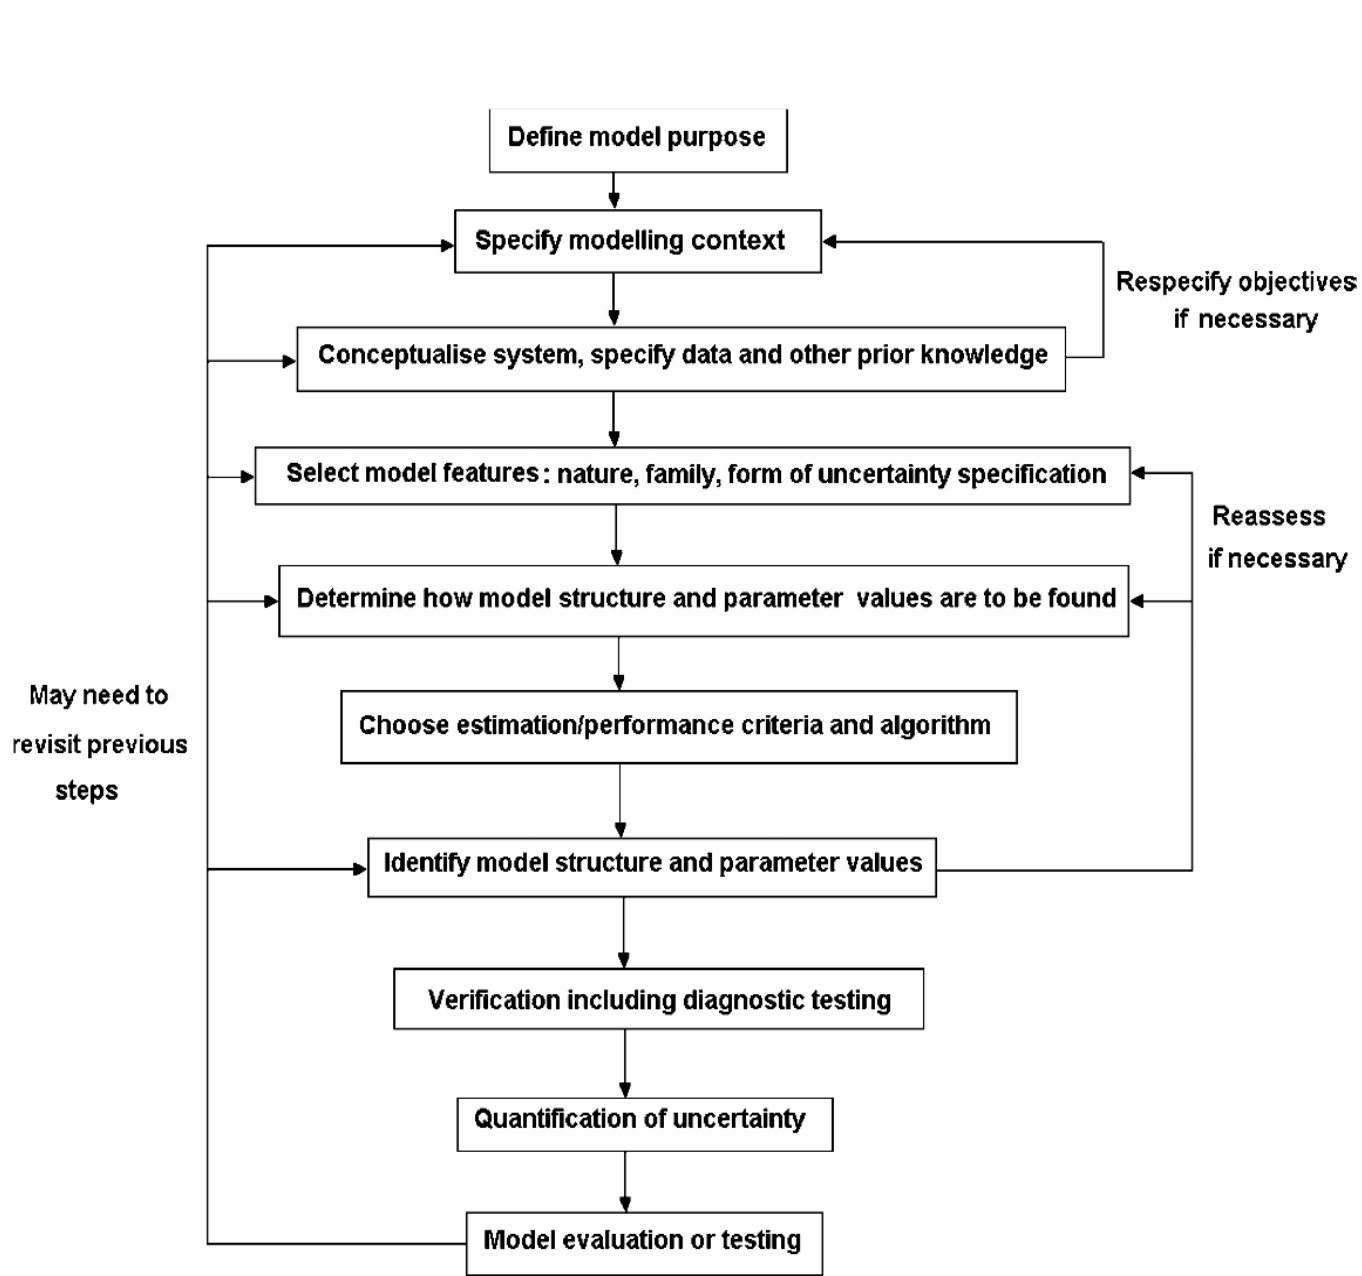 Define model purpose
Specify modelling context
Respecify objectives
if necessary
Conceptualise system, specify data and other prior knowledge
Select model features: nature, family, form of uncertainty specification
Reassess
if necessary
Determine how model structure and parameter values are to be found
May need to
revisit previous
steps
Choose estimation/performance criteria and algorithm
Identify model structure and parameter values
Verification including diagnostic testing
Quantification of uncertainty
Model evaluation or testing